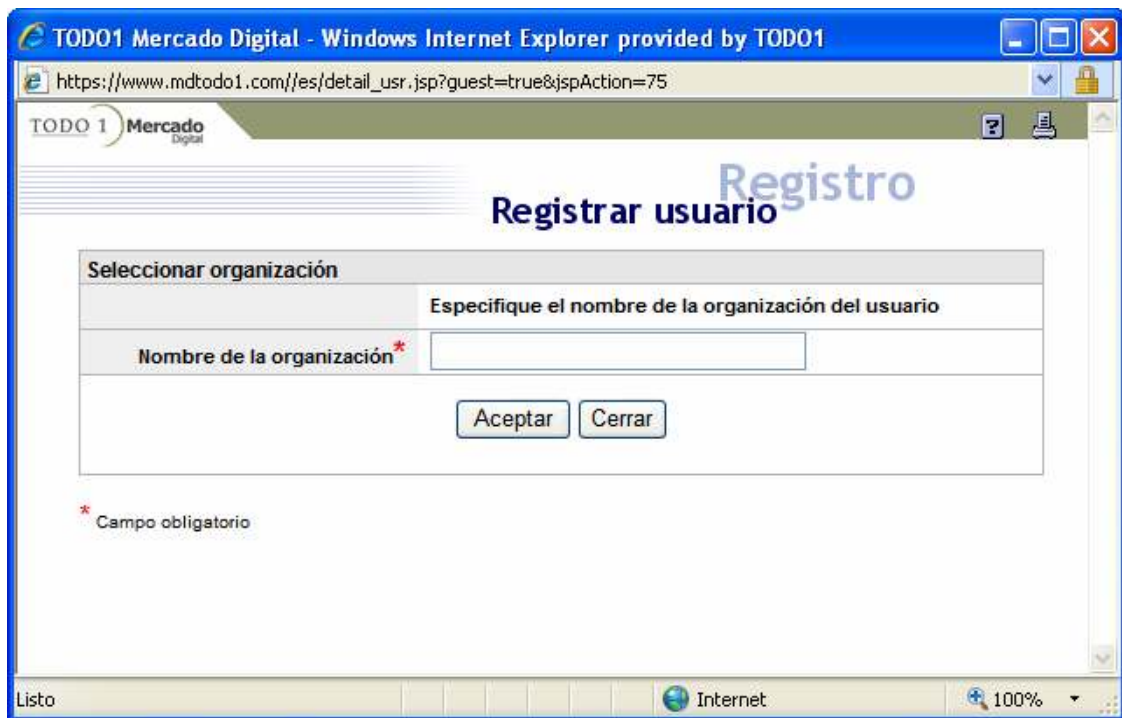 TODO1 Mercado Digital - Windows Internet Explorer provided by TODO1
https://www.mdtodo1.com//es/detail_usr.jsp?guest=true&jspAction=75
TODO 1 Mercado
Digital
?
Registro
Registrar usuario
Seleccionar organización
Especifique el nombre de la organización del usuario
Nombre de la organización*
Aceptar Cerrar
* Campo obligatorio
Listo Internet 100%